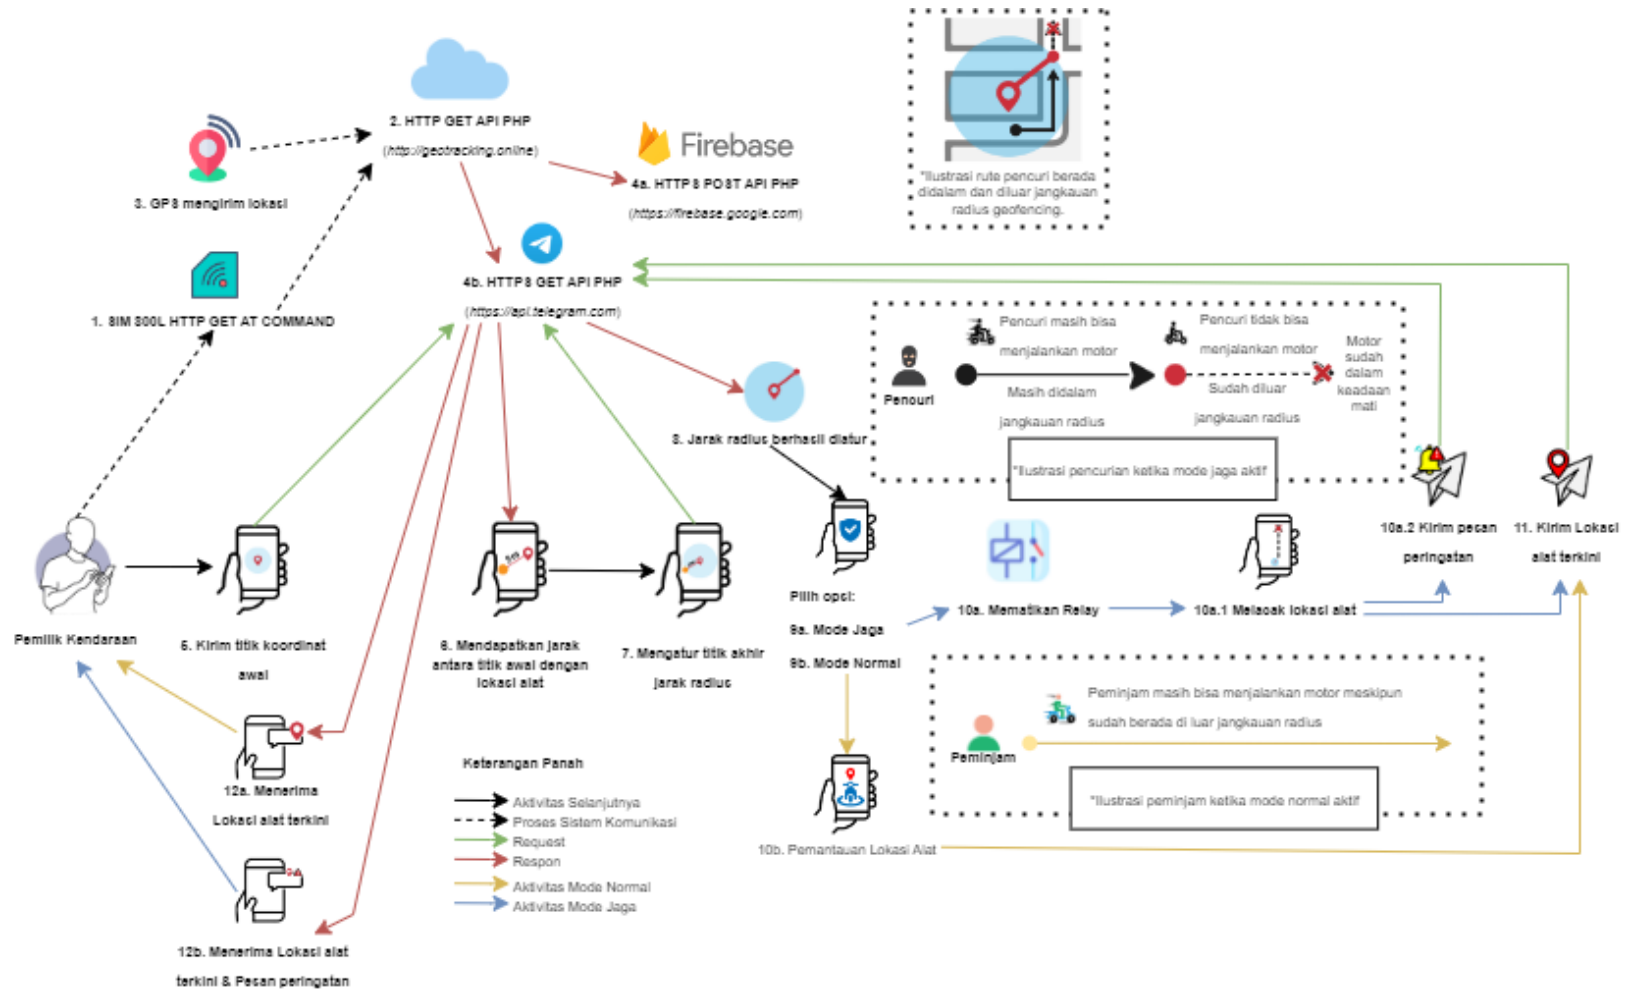 2. HTTP GET API PHP
(http://geotracking.online)
Firebase
4a. HTTPS POST API PHP
(https://firebase.google.com)
3. GPS mengirim lokasi
1. SIM 800L HTTP GET AT COMMAND
4b. HTTPS GET API PHP
(https://api.telegram.com)
"Ilustrasi rute pencuri berada
didalam dan diluar jangkauan
radius geofencing.
Pencuri
Pencuri masih bisa
menjalankan motor
Masih didalam
jangkauan radius
Pencuri tidak bisa
menjalankan motor
Sudah diluar
jangkauan radius
Motor
sudah
dalam
keadaan
mati
"Ilustrasi pencurian ketika mode jaga aktif
8. Jarak radius berhasil diatur
Pemilik Kendaraan
5. Kirim titik koordinat
awal
6. Mendapatkan jarak
antara titik awal dengan
lokasi alat
7. Mengatur titik akhir
jarak radius
Pilih opsi:
9a. Mode Jaga
9b. Mode Normal
10a. Mematikan Relay
10a.1 Melacak lokasi alat
10a.2 Kirim pesan
peringatan
11. Kirim Lokasi
alat terkini
Peminjam
Peminjam masih bisa menjalankan motor meskipun
sudah berada di luar jangkauan radius
"Ilustrasi peminjam ketika mode normal aktif
10b. Pemantauan Lokasi Alat
12a. Menerima
Lokasi alat terkini
12b. Menerima Lokasi alat
terkini & Pesan peringatan
Keterangan Panah
Aktivitas Selanjutnya
Proses Sistem Komunikasi
Request
Respon
Aktivitas Mode Normal
Aktivitas Mode Jaga